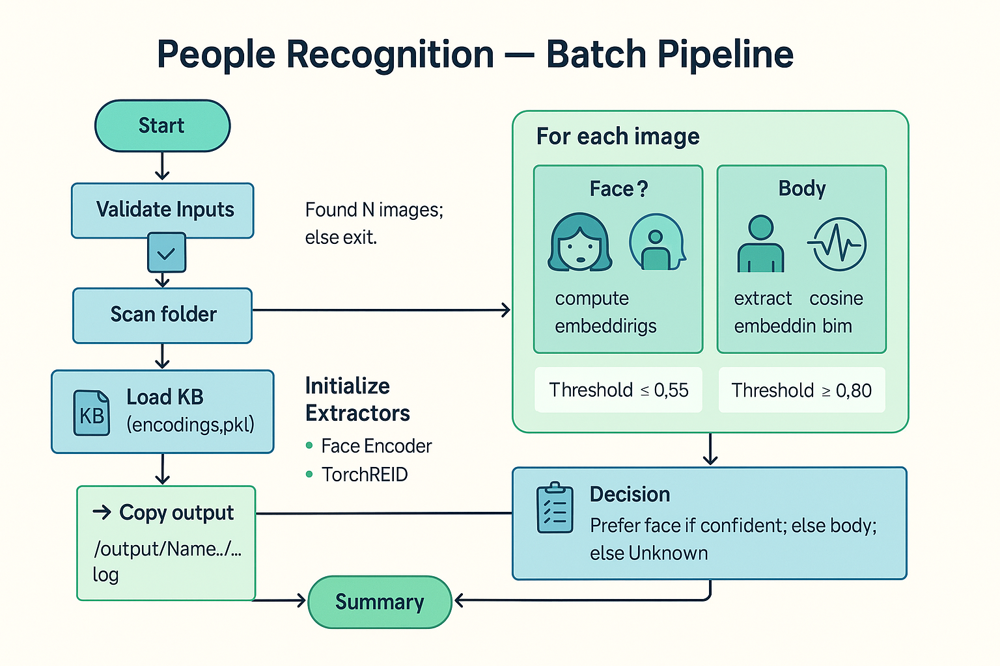 People Recognition — Batch Pipeline
Start
Validate Inputs
Found N images;
else exit.
Scan folder
KB
Load KB
(encodings,pkl)
Initialize
Extractors
• Face Encoder
• TorchREID
→ Copy output
/output/Name../...
log
For each image
Face?
compute
embeddirigs
Threshold ≤ 0,55
Body
extract cosine
embeddin bim
Threshold ≥ 0,80
Decision
Prefer face if confident; else body;
else Unknown
Summary